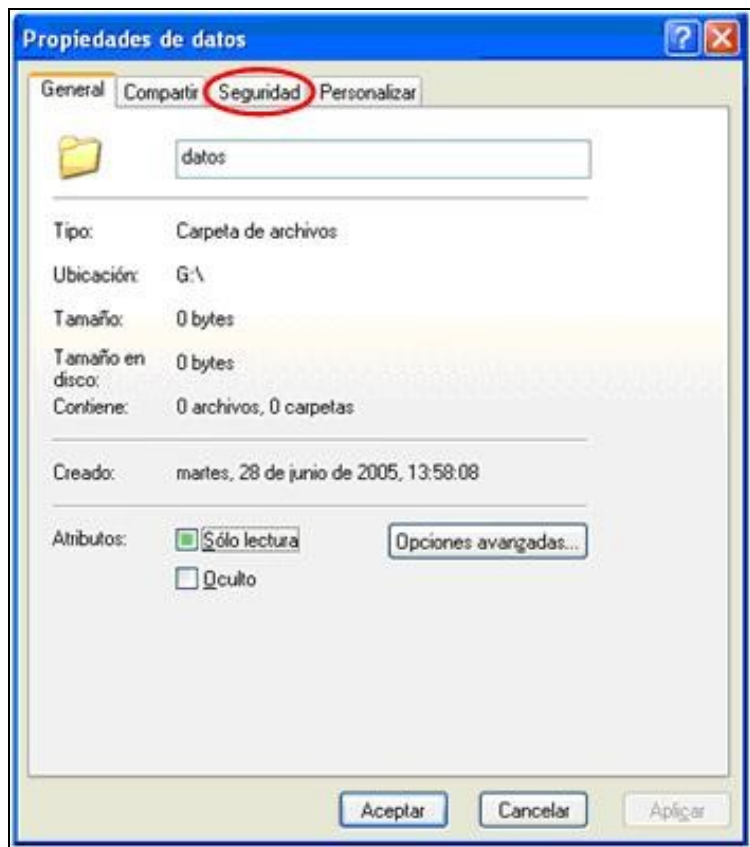 Propiedades de datos
General Compartir Seguridad Personalizar
datos
Tipo: Carpeta de archivos
Ubicación: G:\
Tamaño: 0 bytes
Tamaño en disco: 0 bytes
Contiene: 0 archivos, 0 carpetas
Creado: martes, 28 de junio de 2005, 13:58:08
Atributos: Sólo lectura Opciones avanzadas...
Oculto
Aceptar Cancelar Aplicar